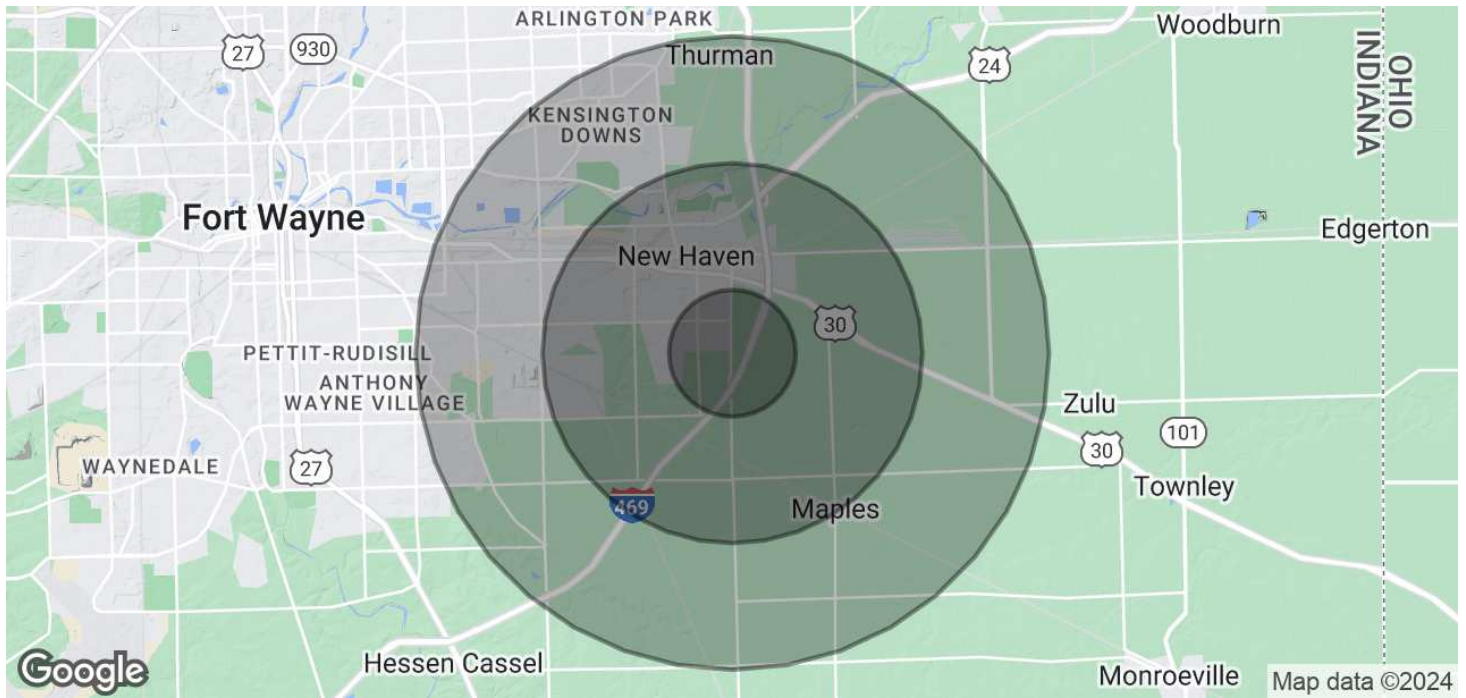 ARLINGTON PARK
Woodburn
27
930
Thurman
24
OHIO
INDIANA
KENSINGTON
DOWNS
Fort Wayne
Edgerton
New Haven
30
PETTIT-RUDISILL
ANTHONY
WAYNE VILLAGE
Zulu
101
30
WAYNEDALE
27
Townley
469
Maples
Hessen Cassel
Monroeville
Google
Map data ©2024